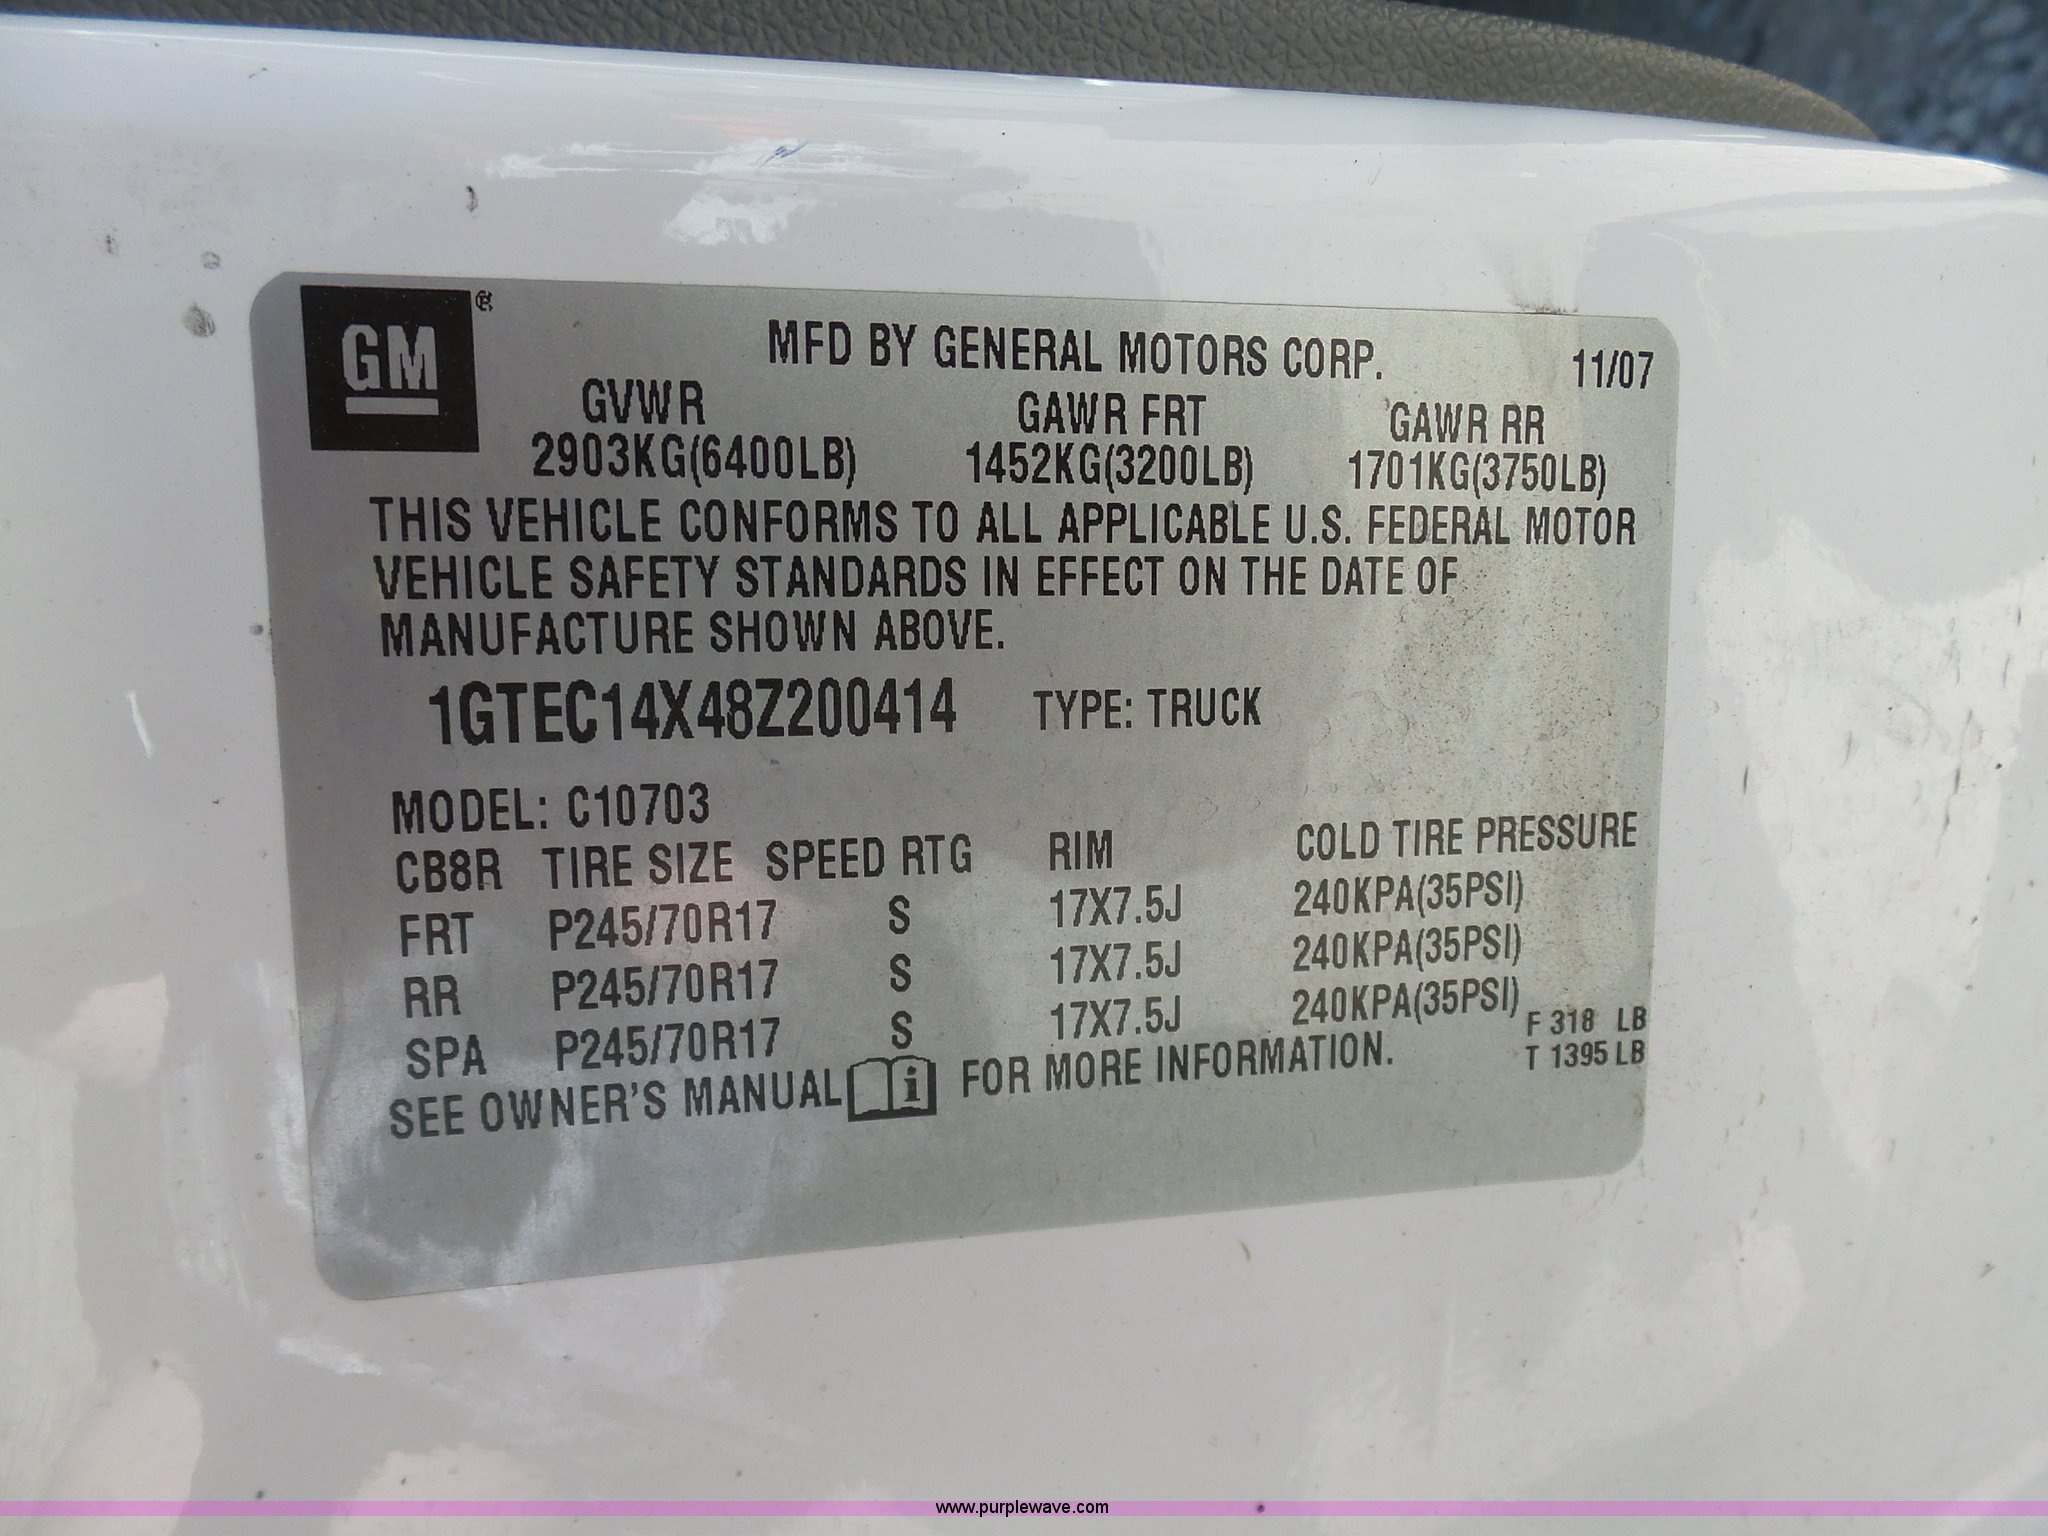 GM ®
MFD BY GENERAL MOTORS CORP. 11/07
GVWR GAWR FRT GAWR RR
2903KG(6400LB) 1452KG(3200LB) 1701KG(3750LB)
THIS VEHICLE CONFORMS TO ALL APPLICABLE U.S. FEDERAL MOTOR
VEHICLE SAFETY STANDARDS IN EFFECT ON THE DATE OF
MANUFACTURE SHOWN ABOVE.
1GTEC14X48Z200414 TYPE: TRUCK
MODEL: C10703
CB8R TIRE SIZE SPEED RTG RIM COLD TIRE PRESSURE
FRT P245/70R17 S 17X7.5J 240KPA(35PSI)
RR P245/70R17 S 17X7.5J 240KPA(35PSI)
SPA P245/70R17 S 17X7.5J 240KPA(35PSI)
F 318 LB
T 1395 LB
SEE OWNER'S MANUAL i FOR MORE INFORMATION.
www.purplewave.com